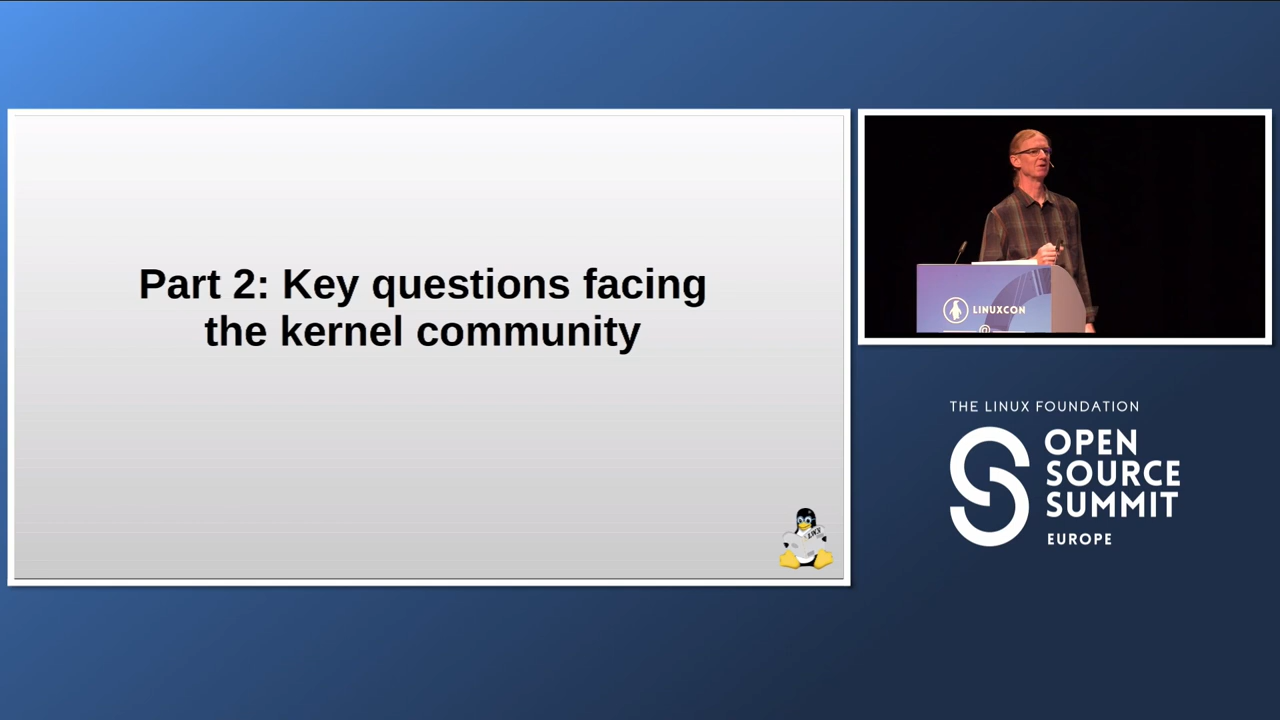 Part 2: Key questions facing
the kernel community
LINUXCON
THE LINUX FOUNDATION
OPEN
SOURCE
SUMMIT
EUROPE